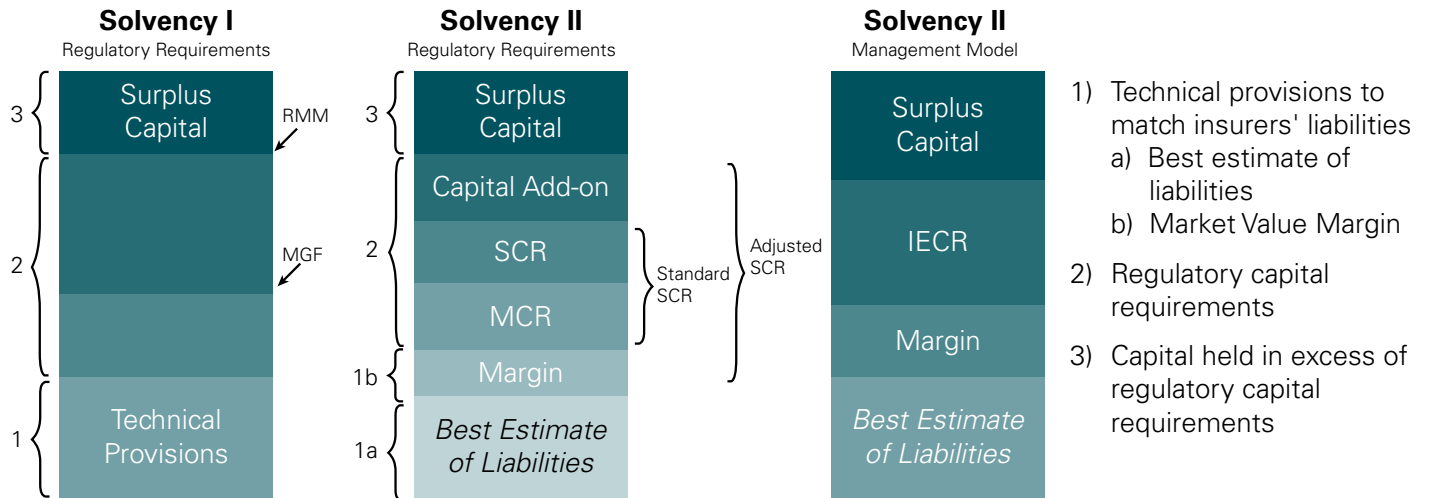 Solvency I
Regulatory Requirements
3
Surplus
Capital
RMM
2
MGF
1
Technical
Provisions
Solvency II
Regulatory Requirements
3
Surplus
Capital
2
Capital Add-on
SCR
MCR
Standard
SCR
Adjusted
SCR
1b
Margin
1a
Best Estimate
of Liabilities
Solvency II
Management Model
Surplus
Capital
IECR
Margin
Best Estimate
of Liabilities
1) Technical provisions to
match insurers' liabilities
a) Best estimate of
liabilities
b) Market Value Margin
2) Regulatory capital
requirements
3) Capital held in excess of
regulatory capital
requirements